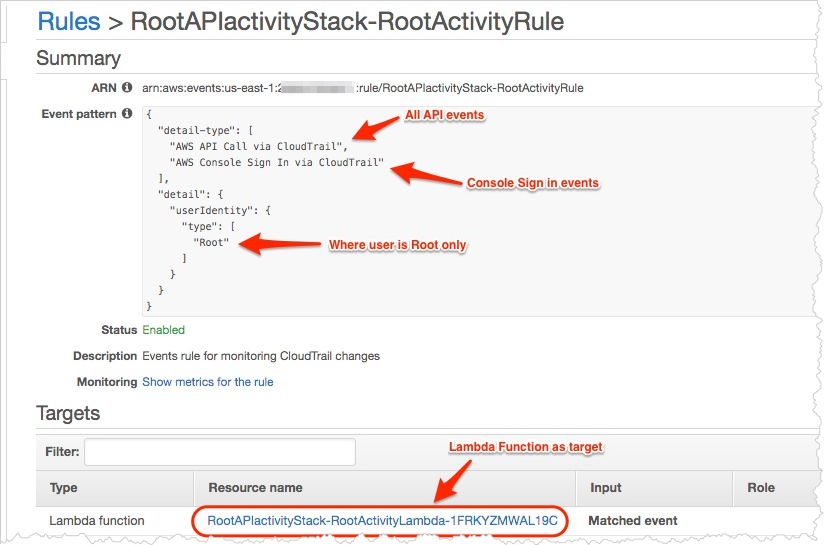 Rules > RootAPIactivityStack-RootActivityRule
Summary
ARN arn:aws:events:us-east-1:2 :rule/RootAPIactivityStack-RootActivityRule
Event pattern {
All API events
"detail-type": [
"AWS API Call via CloudTrail",
"AWS Console Sign In via CloudTrail"
Console Sign in events
],
"detail": {
"userIdentity": {
"type": [
"Root"
Where user is Root only
]
}
}
}
Status Enabled
Description Events rule for monitoring CloudTrail changes
Monitoring Show metrics for the rule
Targets
Lambda Function as target
Filter:
Type Resource name Input Role
Lambda function RootAPIactivityStack-RootActivityLambda-1FRKYZMWAL19C Matched event